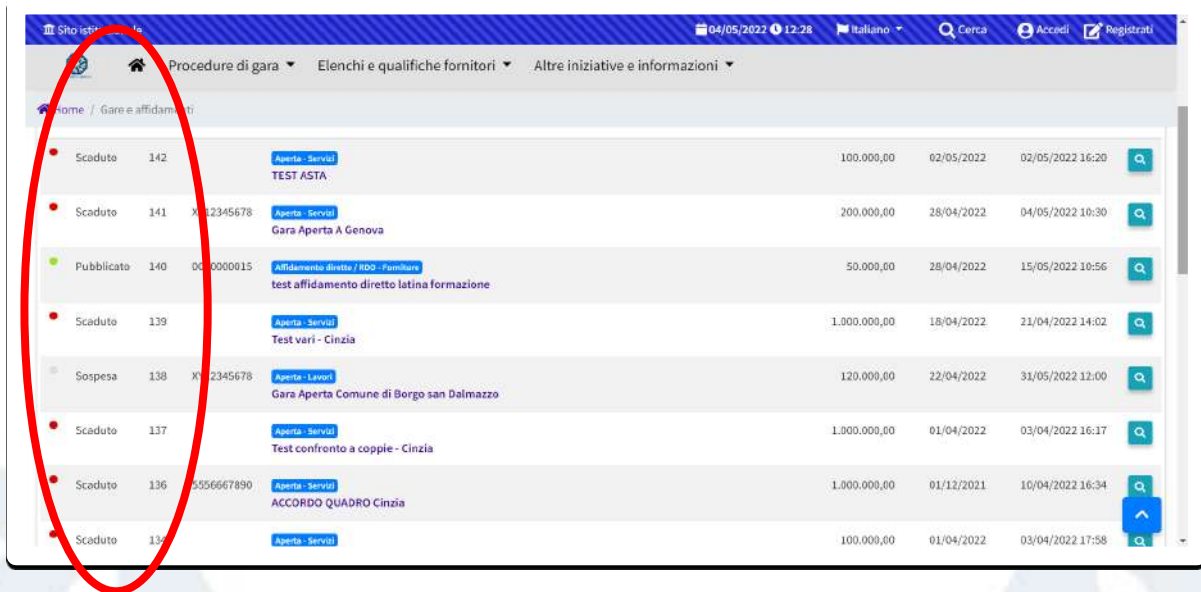 Sito 04/05/2022 12:28 Italiano Cerca Accedi Registrati
Procedure di gara Elenchi e qualifiche fornitori Altre iniziative e informazioni
Home / Gare e affidamenti
Scaduto 142 Aperta - Servizi 100.000,00 02/05/2022 02/05/2022 16:20
TEST ASTA
Scaduto 141 Aperta - Servizi 200.000,00 28/04/2022 04/05/2022 10:30
Gara Aperta A Genova
Pubblicato 140 Affidamento diretto / RDO - Forniture 50.000,00 28/04/2022 15/05/2022 10:56
test affidamento diretto latina formazione
Scaduto 139 Aperta - Servizi 1.000.000,00 18/04/2022 21/04/2022 14:02
Test vari - Cinzia
Sospesa 138 Aperta - Lavori 120.000,00 22/04/2022 31/05/2022 12:00
Gara Aperta Comune di Borgo san Dalmazzo
Scaduto 137 Aperta - Servizi 1.000.000,00 01/04/2022 03/04/2022 16:17
Test confronto a coppie - Cinzia
Scaduto 136 5556667890 Aperta - Servizi 1.000.000,00 01/12/2021 10/04/2022 16:34
ACCORDO QUADRO Cinzia
Scaduto 134 Aperta - Servizi 100.000,00 01/04/2022 03/04/2022 17:58